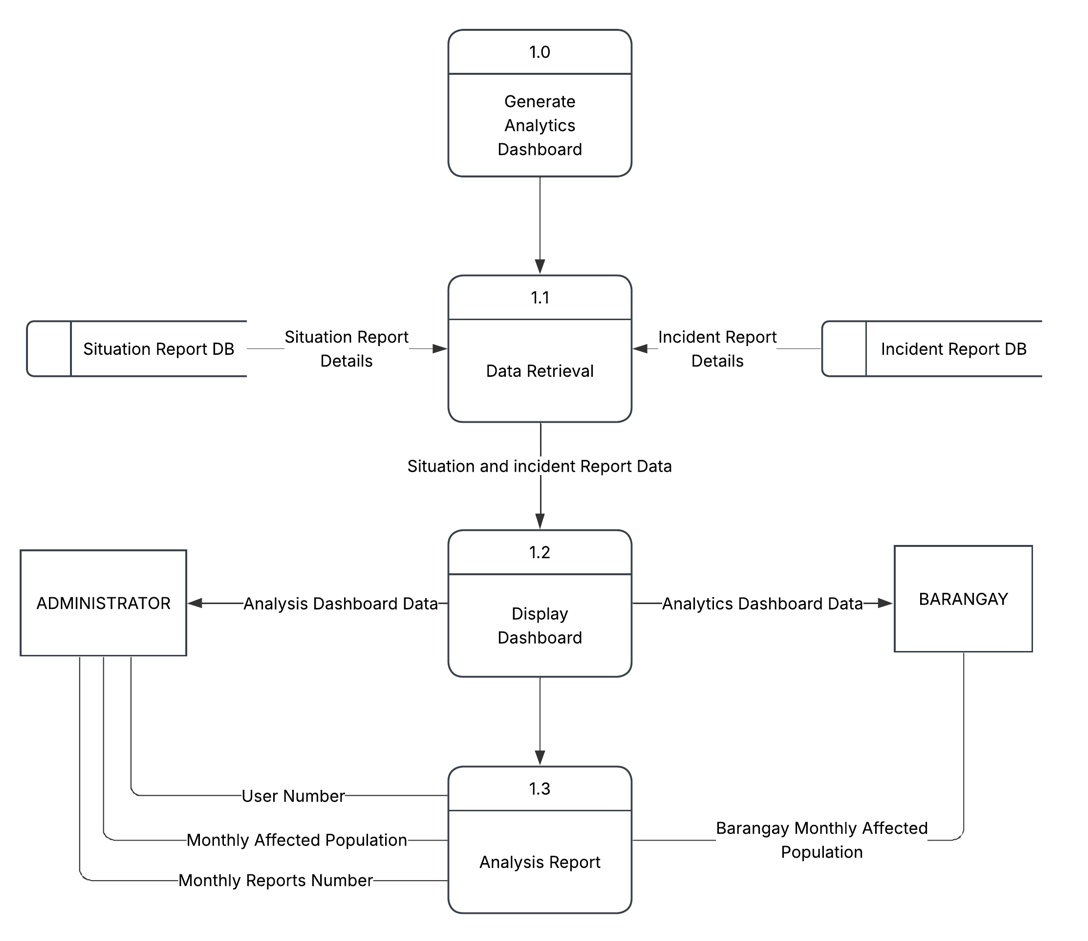 1.0
Generate
Analytics
Dashboard
1.1
Situation Report DB
Situation Report
Details
Data Retrieval
Incident Report
Details
Incident Report DB
Situation and incident Report Data
1.2
ADMINISTRATOR
Analysis Dashboard Data
Display
Dashboard
Analytics Dashboard Data
BARANGAY
1.3
User Number
Monthly Affected Population
Monthly Reports Number
Analysis Report
Barangay Monthly Affected
Population